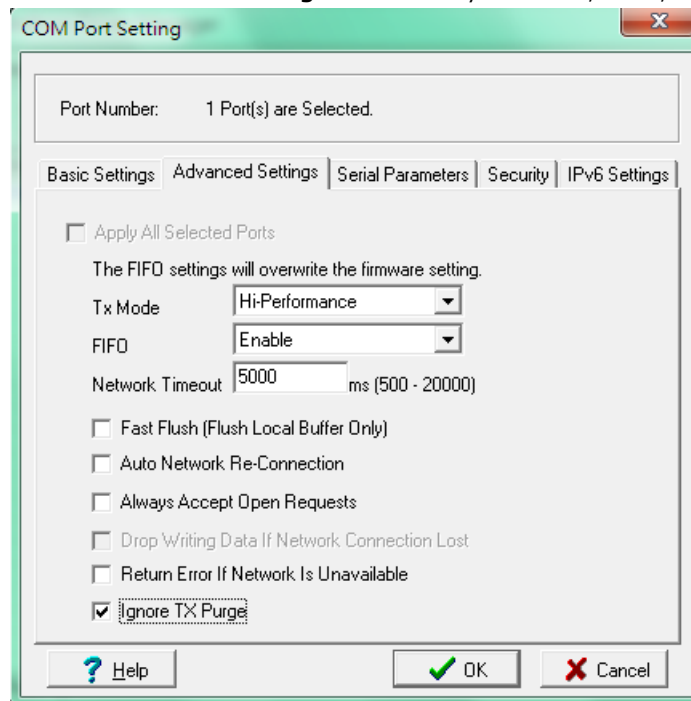 COM Port Setting
Port Number: 1 Port(s) are Selected.
Basic Settings Advanced Settings Serial Parameters Security IPv6 Settings
Apply All Selected Ports
The FIFO settings will overwrite the firmware setting.
Tx Mode Hi-Performance
FIFO Enable
Network Timeout 5000 ms (500 - 20000)
Fast Flush (Flush Local Buffer Only)
Auto Network Re-Connection
Always Accept Open Requests
Drop Writing Data If Network Connection Lost
Return Error If Network Is Unavailable
Ignore TX Purge
? Help OK Cancel